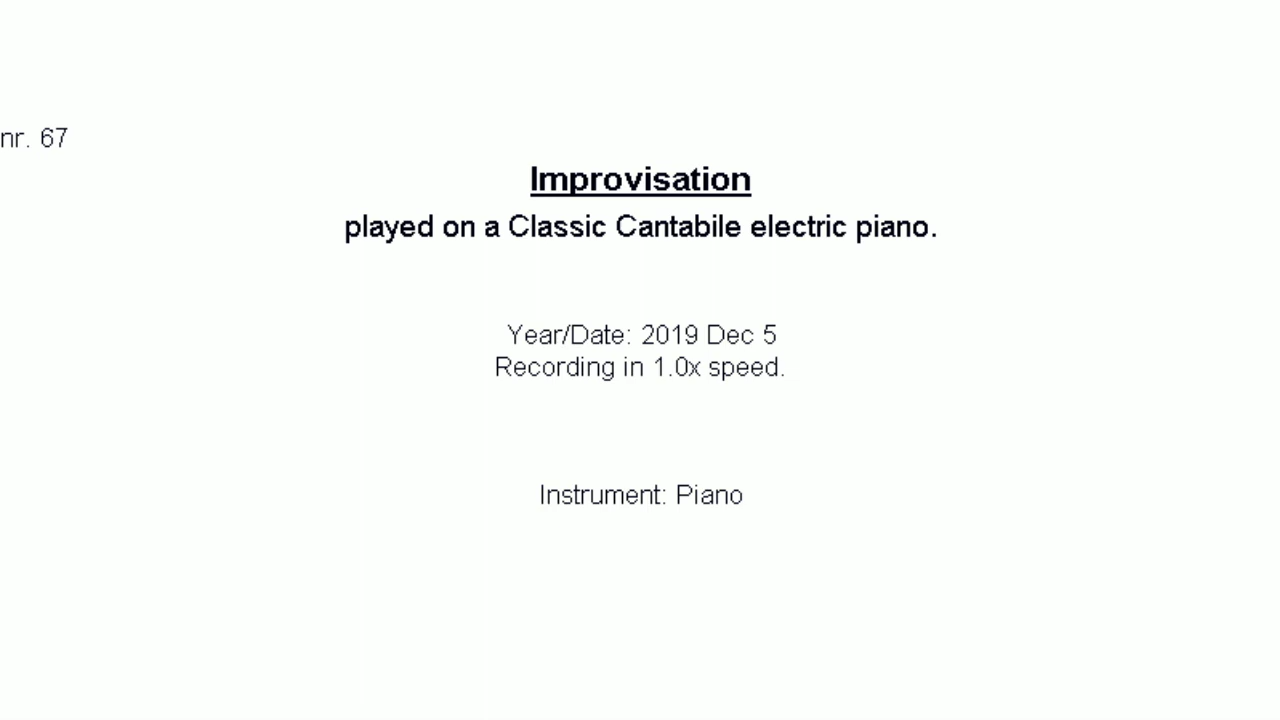 nr. 67
Improvisation
played on a Classic Cantabile electric piano.
Year/Date: 2019 Dec 5
Recording in 1.0x speed.
Instrument: Piano